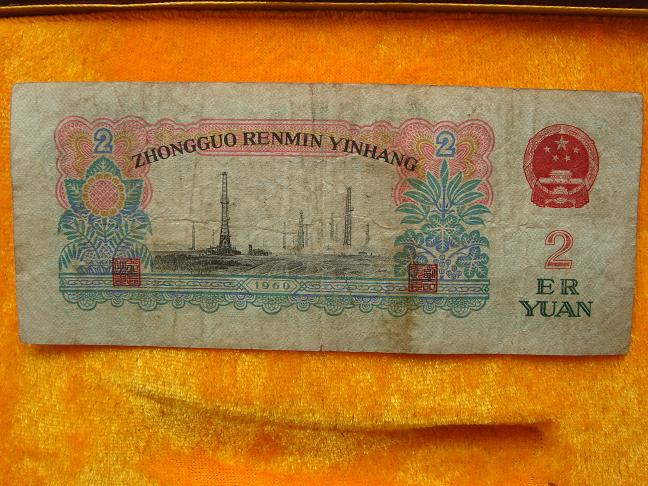 2
2
ZHONGGUO RENMIN YINHANG
1960
2
ER
YUAN